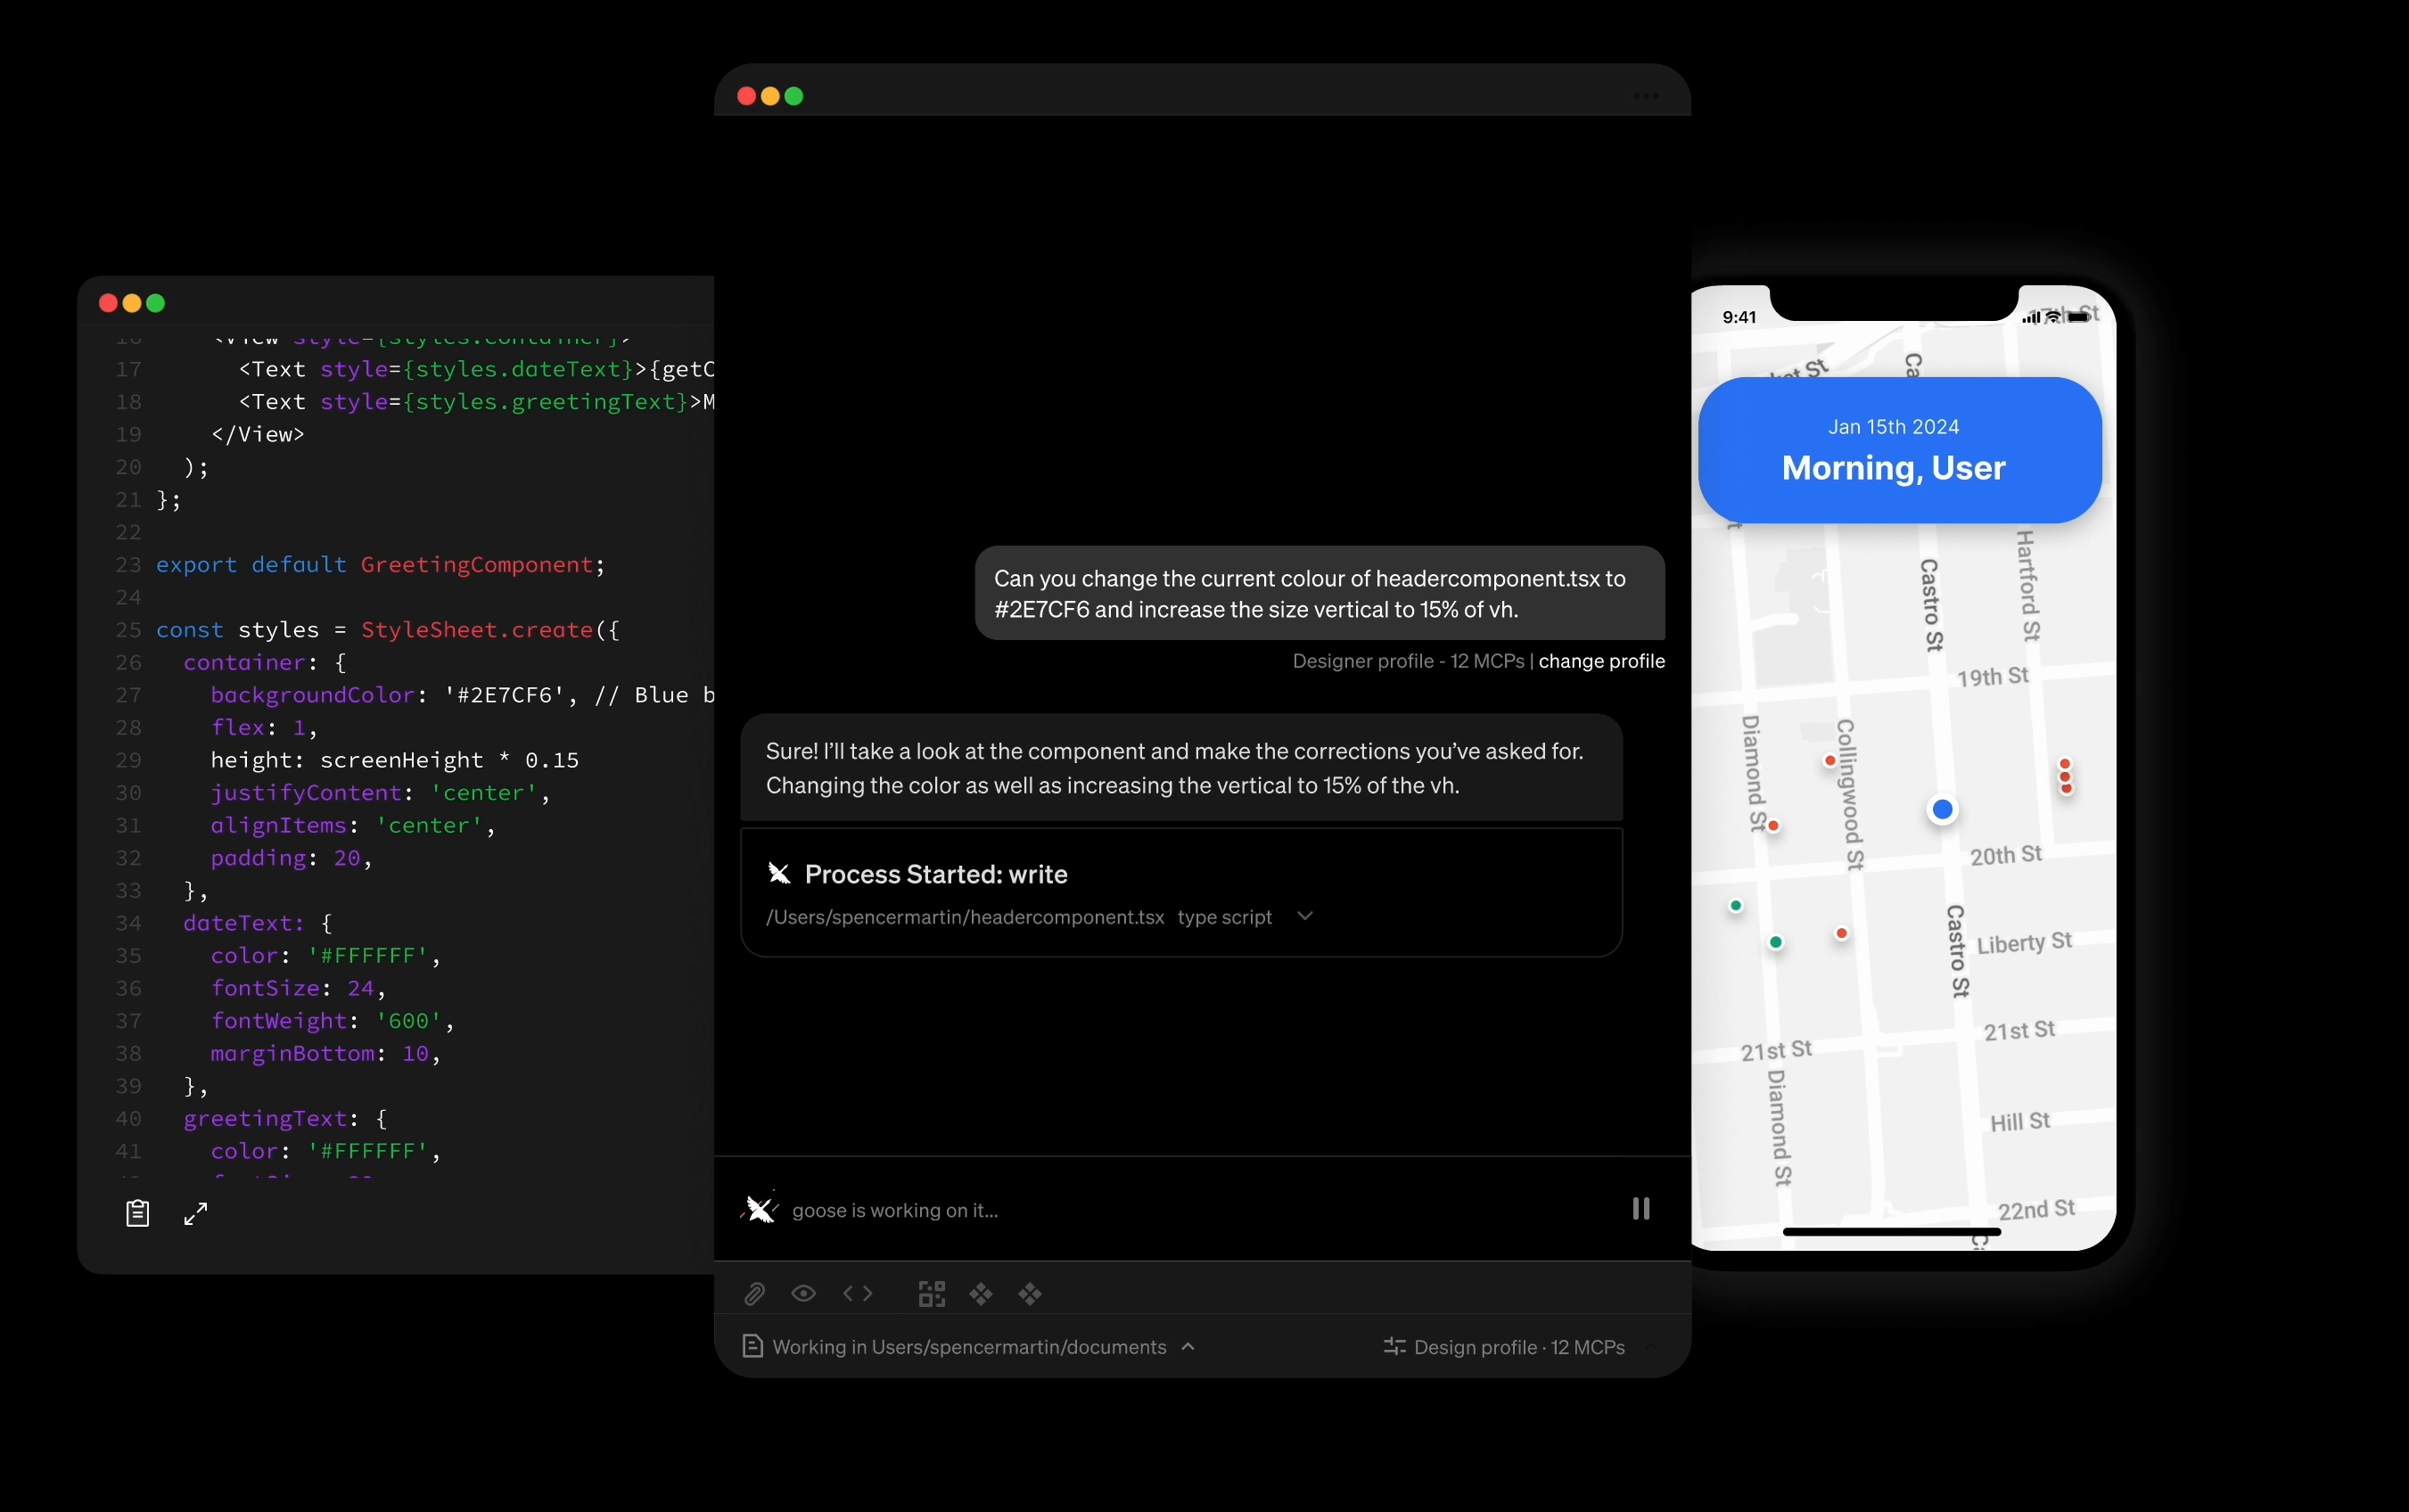 16 <View style={styles.container}>
17 <Text style={styles.dateText}>{getC
18 <Text style={styles.greetingText}>M
19 </View>
20 );
21 };
22
23 export default GreetingComponent;
24
25 const styles = StyleSheet.create({
26 container: {
27 backgroundColor: '#2E7CF6', // Blue b
28 flex: 1,
29 height: screenHeight * 0.15
30 justifyContent: 'center',
31 alignItems: 'center',
32 padding: 20,
33 },
34 dateText: {
35 color: '#FFFFFF',
36 fontSize: 24,
37 fontWeight: '600',
38 marginBottom: 10,
39 },
40 greetingText: {
41 color: '#FFFFFF',
Can you change the current colour of headercomponent.tsx to
#2E7CF6 and increase the size vertical to 15% of vh.
Designer profile - 12 MCPs | change profile
Sure! I’ll take a look at the component and make the corrections you’ve asked for.
Changing the color as well as increasing the vertical to 15% of the vh.
Process Started: write
/Users/spencermartin/headercomponent.tsx type script
goose is working on it...
Working in Users/spencermartin/documents
Design profile · 12 MCPs
9:41
17th St
Jan 15th 2024
Morning, User
Castro St
Hartford St
19th St
Diamond St
Collingwood St
20th St
Castro St
Liberty St
21st St
21st St
Diamond St
Hill St
22nd St